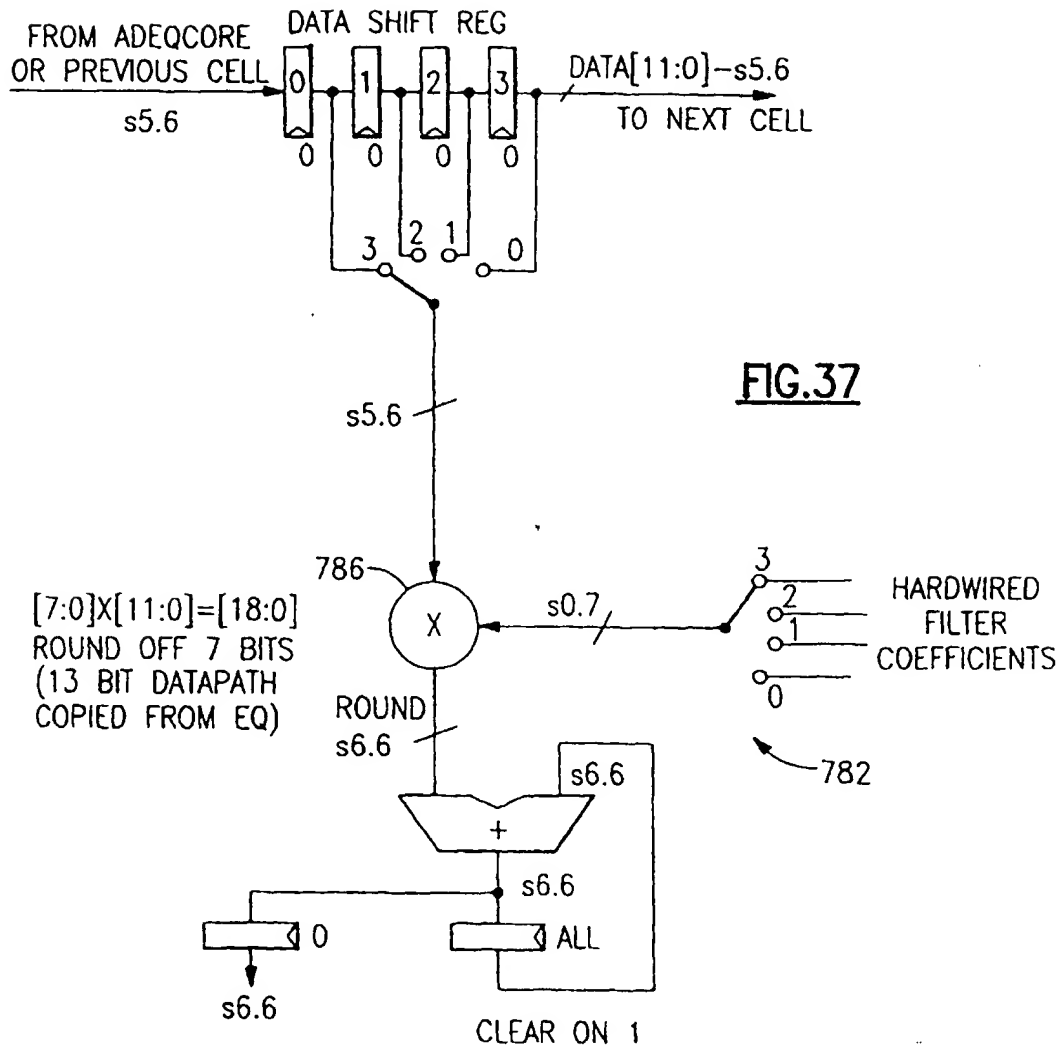 DATA SHIFT REG
FROM ADEQCORE
OR PREVIOUS CELL
s5.6
0 1 2 3
0 0 0 0
DATA[11:0]-s5.6
TO NEXT CELL
3 2 1 0
s5.6
FIG.37
786
X
[7:0]X[11:0]=[18:0]
ROUND OFF 7 BITS
(13 BIT DATAPATH
COPIED FROM EQ)
s0.7
3
2
1
0
HARDWIRED
FILTER
COEFFICIENTS
782
ROUND
s6.6
s6.6
+
s6.6
0
ALL
s6.6
CLEAR ON 1